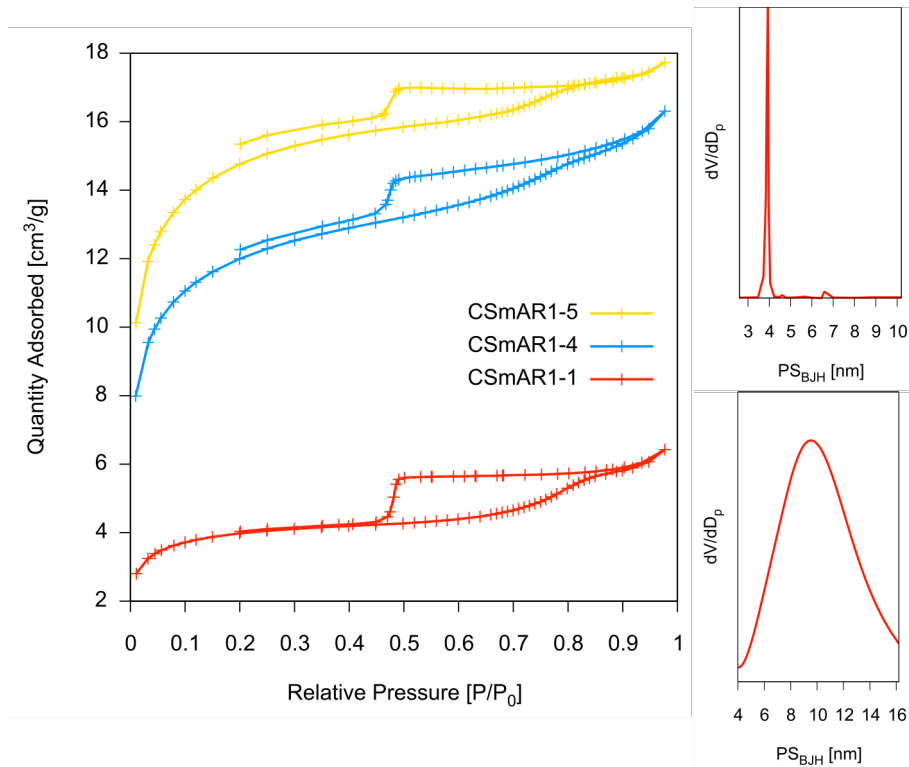 Quantity Adsorbed [cm³/g]
18
16
14
12
10
8
6
4
2
CSmAR1-5
CSmAR1-4
CSmAR1-1
0 0.1 0.2 0.3 0.4 0.5 0.6 0.7 0.8 0.9 1
Relative Pressure [P/P₀]
dV/dDₚ
3 4 5 6 7 8 9 10
PS_BJH [nm]
dV/dDₚ
4 6 8 10 12 14 16
PS_BJH [nm]